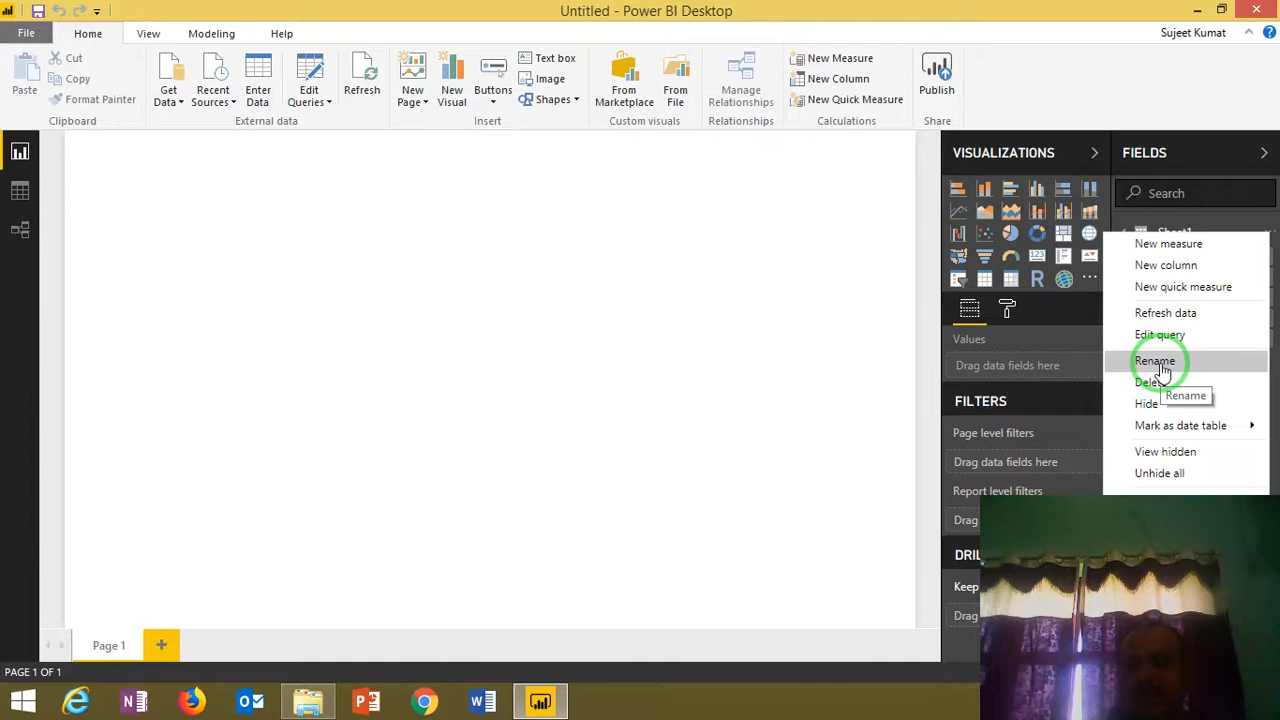 Untitled - Power BI Desktop
File
Home
View
Modeling
Help
Sujeet Kumat
Paste
Cut
Copy
Format Painter
Clipboard
Get Data
Recent Sources
Enter Data
Edit Queries
Refresh
External data
New Page
New Visual
Buttons
Text box
Image
Shapes
Insert
From Marketplace
From File
Custom visuals
Manage Relationships
Relationships
New Measure
New Column
New Quick Measure
Calculations
Publish
Share
VISUALIZATIONS
FIELDS
Search
Sheet1
New measure
New column
New quick measure
Refresh data
Edit query
Rename
Delete
Rename
Hide
Mark as date table
View hidden
Unhide all
Values
Drag data fields here
FILTERS
Page level filters
Drag data fields here
Report level filters
Drag
DRIL
Keep
Drag
Page 1
PAGE 1 OF 1